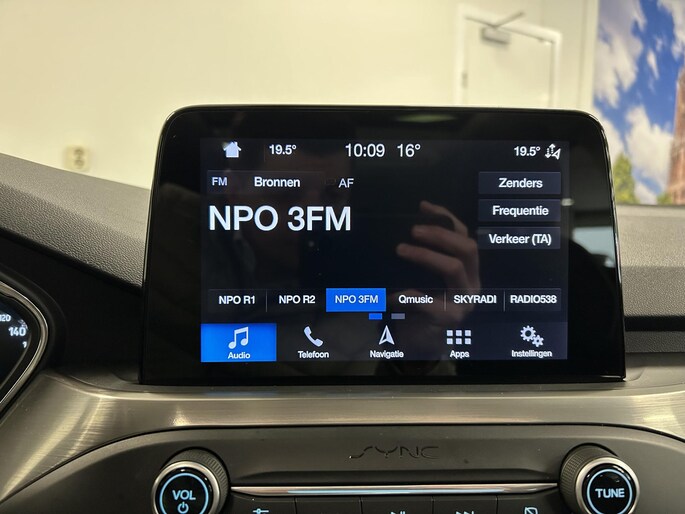 19.5° 10:09 16° 19.5°
FM Bronnen AF Zenders
NPO 3FM
Frequentie
Verkeer (TA)
NPO R1 NPO R2 NPO 3FM Qmusic SKYRADI RADIO538
Audio Telefoon Navigatie Apps Instellingen
140
SYNC
VOL TUNE